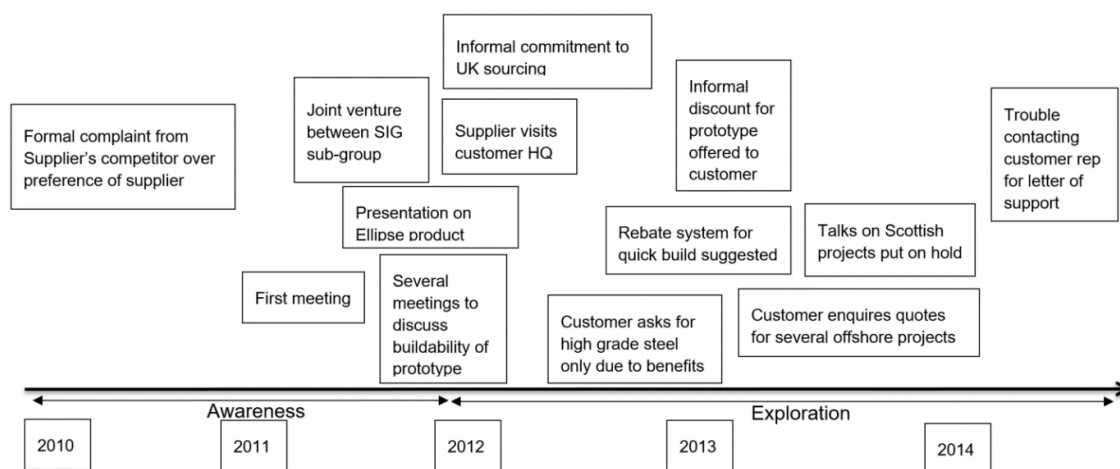 Formal complaint from
Supplier's competitor over
preference of supplier
First meeting
Joint venture
between SIG
sub-group
Presentation on
Ellipse product
Several
meetings to
discuss
buildability of
prototype
Informal commitment to
UK sourcing
Supplier visits
customer HQ
Customer asks for
high grade steel
only due to benefits
Rebate system for
quick build suggested
Informal
discount for
prototype
offered to
customer
Customer enquires quotes
for several offshore projects
Talks on Scottish
projects put on hold
Trouble
contacting
customer rep
for letter of
support
Awareness
Exploration
2010
2011
2012
2013
2014